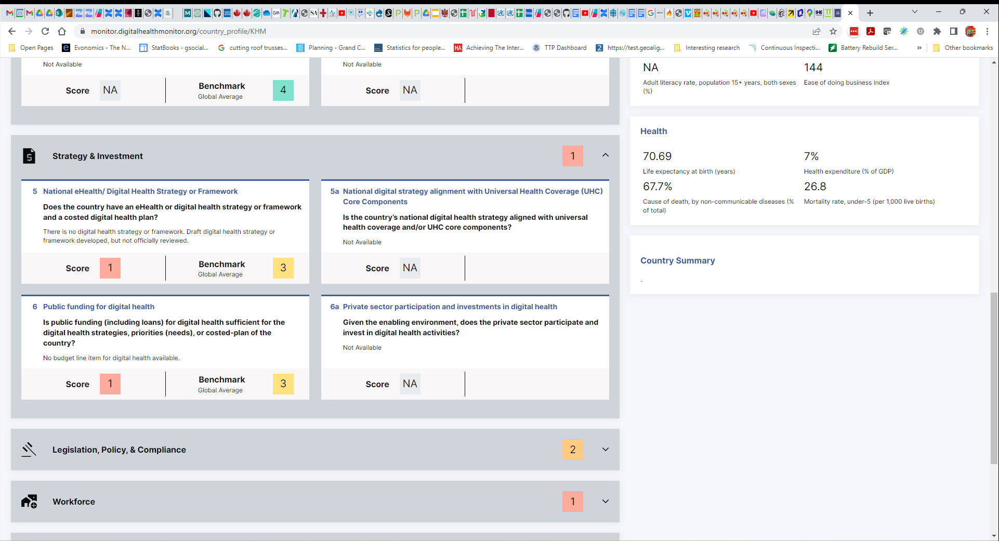 monitor.digitalhealthmonitor.org/country_profile/KHM
Open Pages
Evonomics - The N...
StatBooks - gsocial...
cutting roof trusses...
Planning - Grand C...
Statistics for people...
Achieving The Inter...
TTP Dashboard
https://test.geoalig...
Interesting research
Continuous Inspecti...
Battery Rebuild Ser...
»
Other bookmarks
Not Available
Score NA
Benchmark
Global Average
4
Not Available
Score NA
Strategy & Investment
1
5 National eHealth/ Digital Health Strategy or Framework
Does the country have an eHealth or digital health strategy or framework
and a costed digital health plan?
There is no digital health strategy or framework. Draft digital health strategy or
framework developed, but not officially reviewed.
Score 1
Benchmark
Global Average
3
5a National digital strategy alignment with Universal Health Coverage (UHC)
Core Components
Is the country’s national digital health strategy aligned with universal
health coverage and/or UHC core components?
Not Available
Score NA
6 Public funding for digital health
Is public funding (including loans) for digital health sufficient for the
digital health strategies, priorities (needs), or costed-plan of the
country?
No budget line item for digital health available.
Score 1
Benchmark
Global Average
3
6a Private sector participation and investments in digital health
Given the enabling environment, does the private sector participate and
invest in digital health activities?
Not Available
Score NA
Legislation, Policy, & Compliance
2
Workforce
1
NA
Adult literacy rate, population 15+ years, both sexes
(%)
144
Ease of doing business index
Health
70.69
Life expectancy at birth (years)
7%
Health expenditure (% of GDP)
67.7%
Cause of death, by non-communicable diseases (%
of total)
26.8
Mortality rate, under-5 (per 1,000 live births)
Country Summary
.